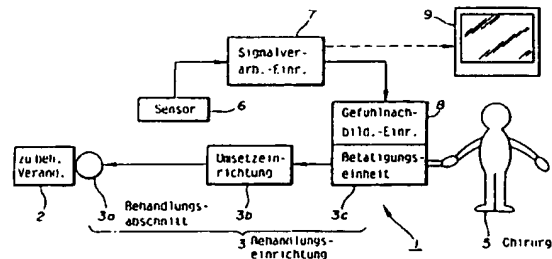 7
9
Signalver-
arb.-Einr.
Sensor
6
Gefühlnach-
bild.-Einr.
8
zu beh.
Veränd.
Umsetzein-
richtung
Betätigungs-
einheit
2
3a
Behandlungs-
abschnitt
3b
3c
1
5 Chirurg
3 Behandlungs-
einrichtung